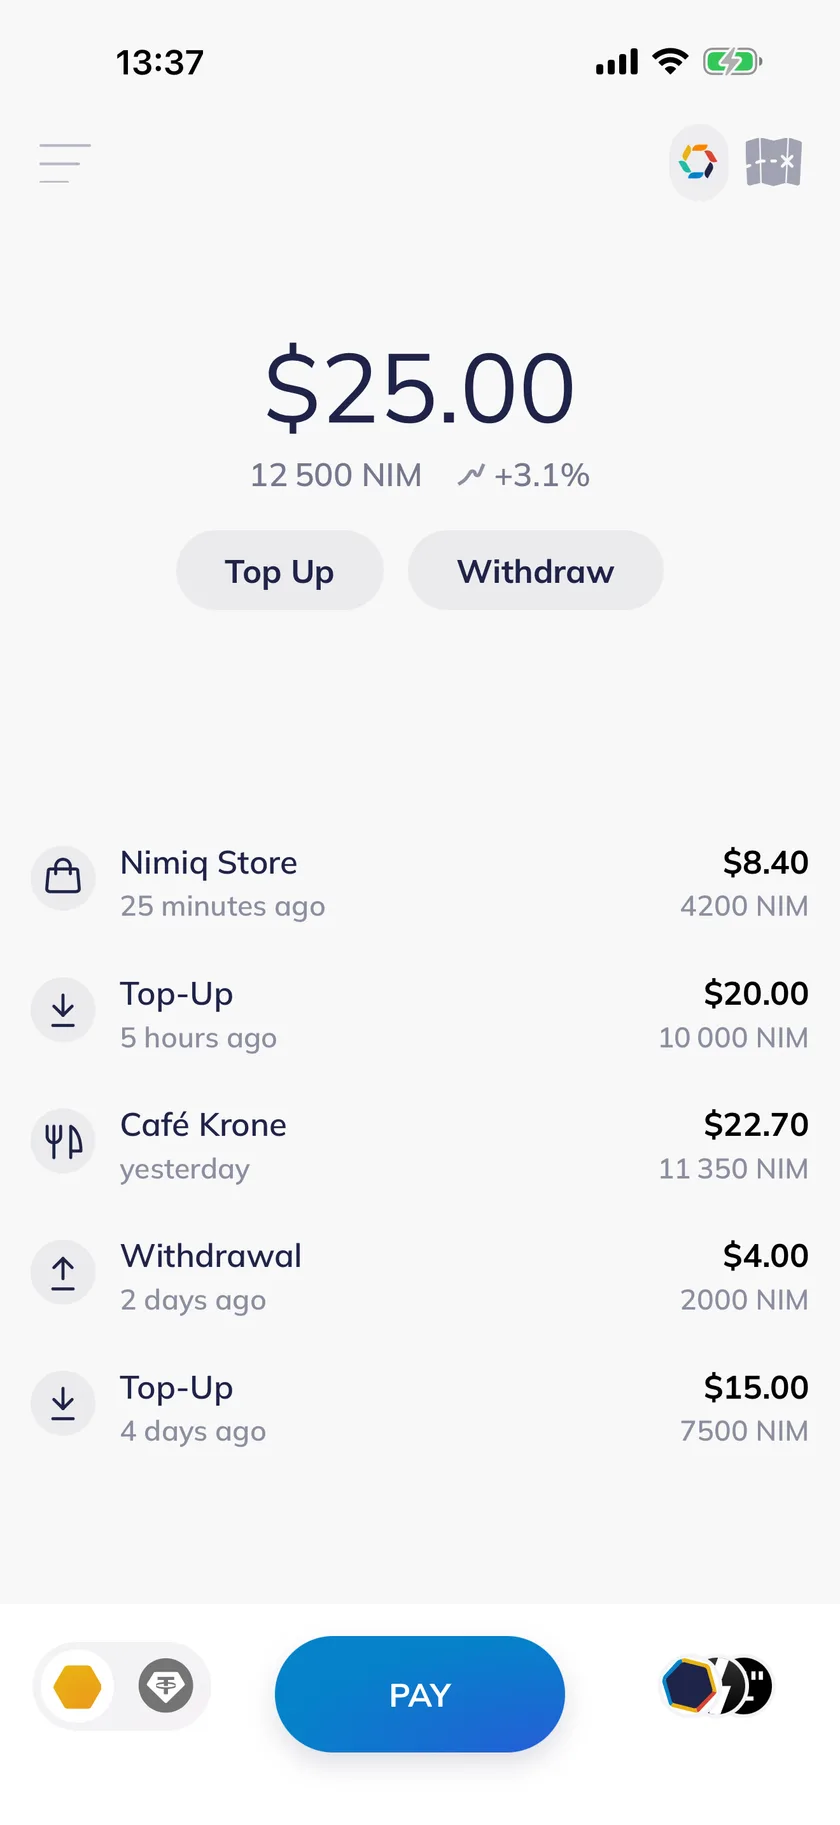 13:37
$25.00
12 500 NIM +3.1%
Top Up Withdraw
Nimiq Store $8.40
25 minutes ago 4200 NIM
Top-Up $20.00
5 hours ago 10 000 NIM
Café Krone $22.70
yesterday 11 350 NIM
Withdrawal $4.00
2 days ago 2000 NIM
Top-Up $15.00
4 days ago 7500 NIM
PAY